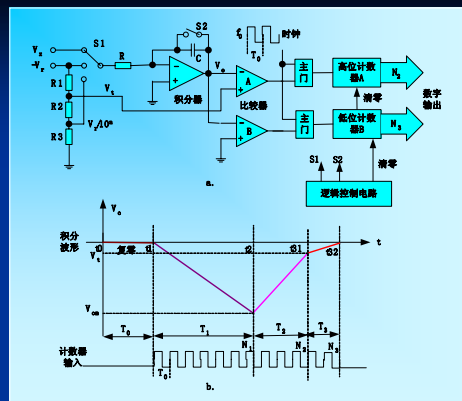 S2
f₀
时钟
T₀
Vx
S1
R
C
-Vr
积分器
Vo
A
主门
高位计数器A
N2
R1
Vt
比较器
清零
数字输出
R2
Vr/10ⁿ
B
主门
低位计数器B
N3
R3
S1
S2
清零
逻辑控制电路
a.
Vo
积分波形
t0
复零
t1
t2
t31
t32
t
Vt
Vom
T₀
T₁
T₂
T₃
计数器输入
N₁
N₂
N₃
T₀
b.